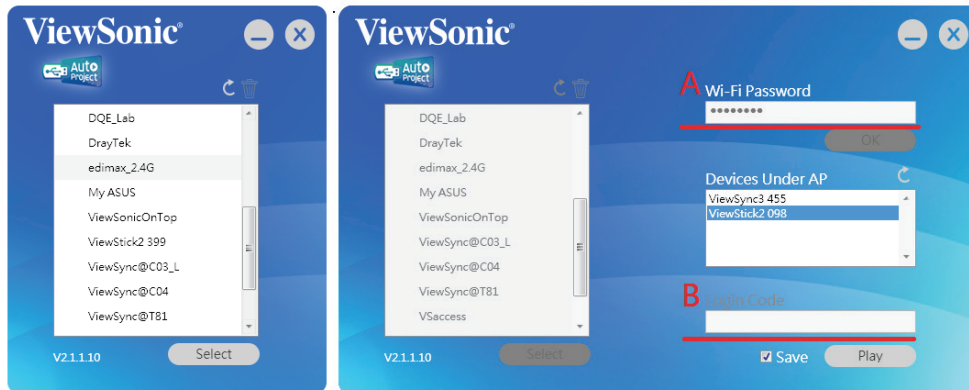 ViewSonic®
Auto
Project
DQE_Lab
DrayTek
edimax_2.4G
My ASUS
ViewSonicOnTop
ViewStick2 399
ViewSync@C03_L
ViewSync@C04
ViewSync@T81
V2.1.1.10
Select
ViewSonic®
Auto
Project
DQE_Lab
DrayTek
edimax_2.4G
My ASUS
ViewSonicOnTop
ViewStick2 399
ViewSync@C03_L
ViewSync@C04
ViewSync@T81
VSaccess
V2.1.1.10
Select
A Wi-Fi Password
********
OK
Devices Under AP
ViewSync3 455
ViewStick2 098
B Login Code
Save
Play